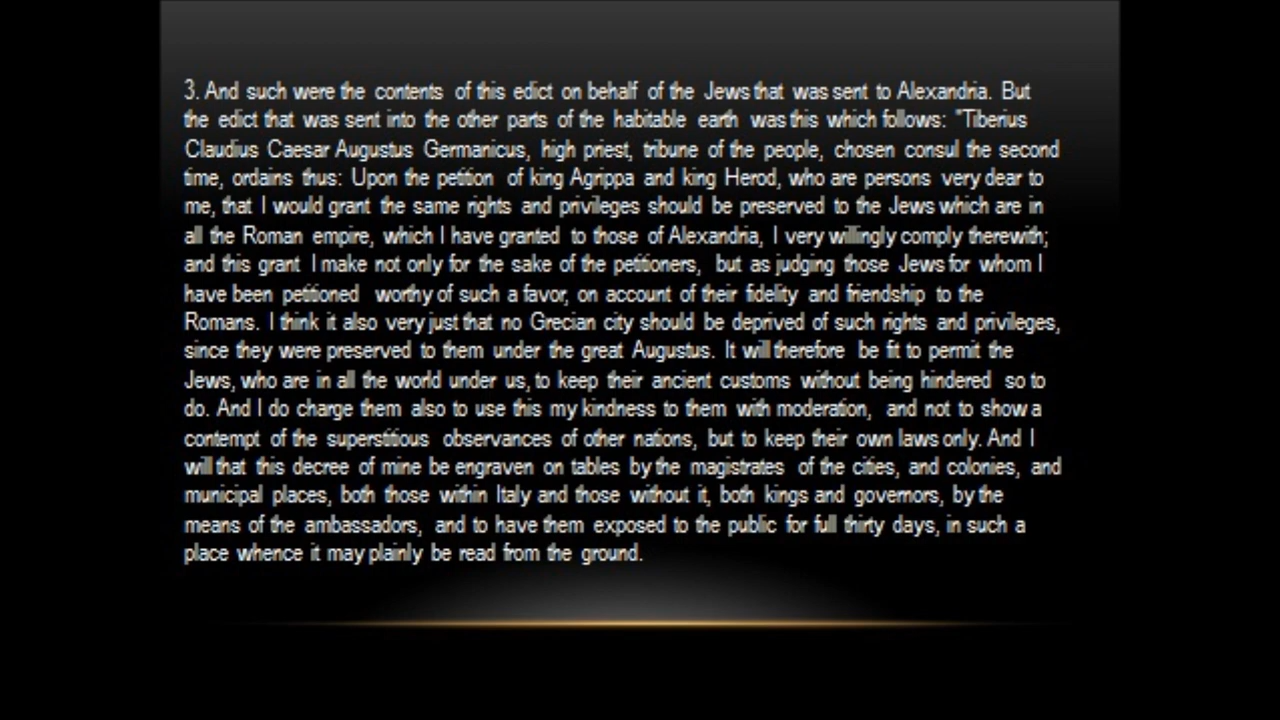 3. And such were the contents of this edict on behalf of the Jews that was sent to Alexandria. But
the edict that was sent into the other parts of the habitable earth was this which follows: "Tiberius
Claudius Caesar Augustus Germanicus, high priest, tribune of the people, chosen consul the second
time, ordains thus: Upon the petition of king Agrippa and king Herod, who are persons very dear to
me, that I would grant the same rights and privileges should be preserved to the Jews which are in
all the Roman empire, which I have granted to those of Alexandria, I very willingly comply therewith;
and this grant I make not only for the sake of the petitioners, but as judging those Jews for whom I
have been petitioned worthy of such a favor, on account of their fidelity and friendship to the
Romans. I think it also very just that no Grecian city should be deprived of such rights and privileges,
since they were preserved to them under the great Augustus. It will therefore be fit to permit the
Jews, who are in all the world under us, to keep their ancient customs without being hindered so to
do. And I do charge them also to use this my kindness to them with moderation, and not to show a
contempt of the superstitious observances of other nations, but to keep their own laws only. And I
will that this decree of mine be engraven on tables by the magistrates of the cities, and colonies, and
municipal places, both those within Italy and those without it, both kings and governors, by the
means of the ambassadors, and to have them exposed to the public for full thirty days, in such a
place whence it may plainly be read from the ground.